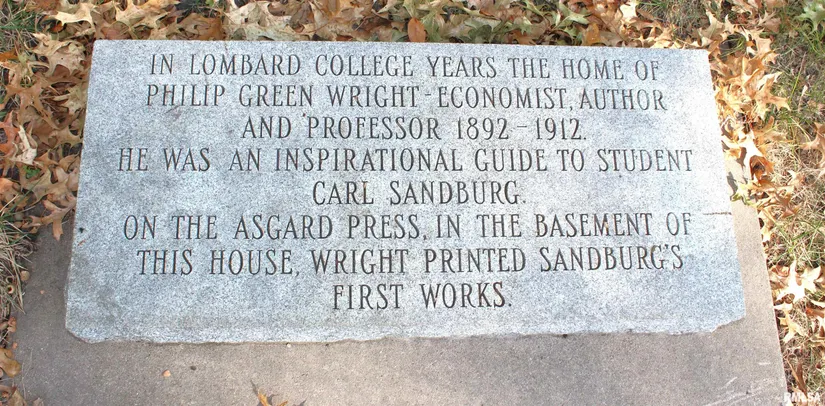 IN LOMBARD COLLEGE YEARS THE HOME OF
PHILIP GREEN WRIGHT-ECONOMIST, AUTHOR
AND PROFESSOR 1892-1912.
HE WAS AN INSPIRATIONAL GUIDE TO STUDENT
CARL SANDBURG.
ON THE ASGARD PRESS, IN THE BASEMENT OF
THIS HOUSE, WRIGHT PRINTED SANDBURG'S
FIRST WORKS.